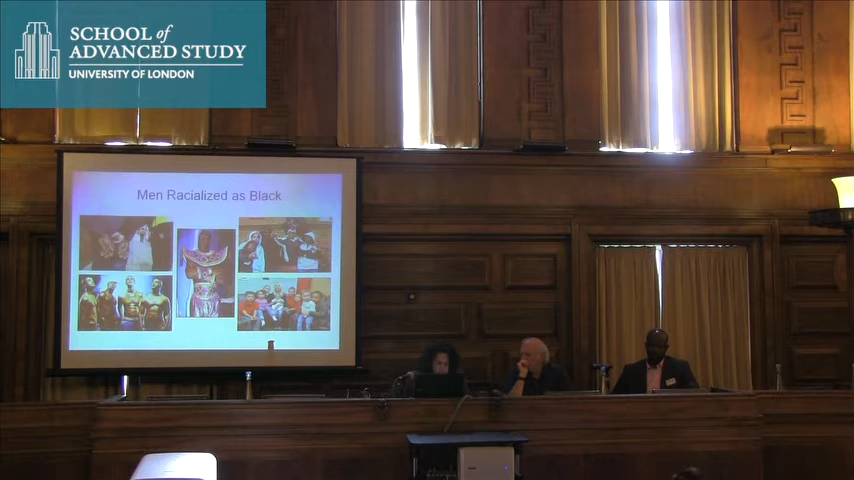 SCHOOL of
ADVANCED STUDY
UNIVERSITY OF LONDON
Men Racialized as Black